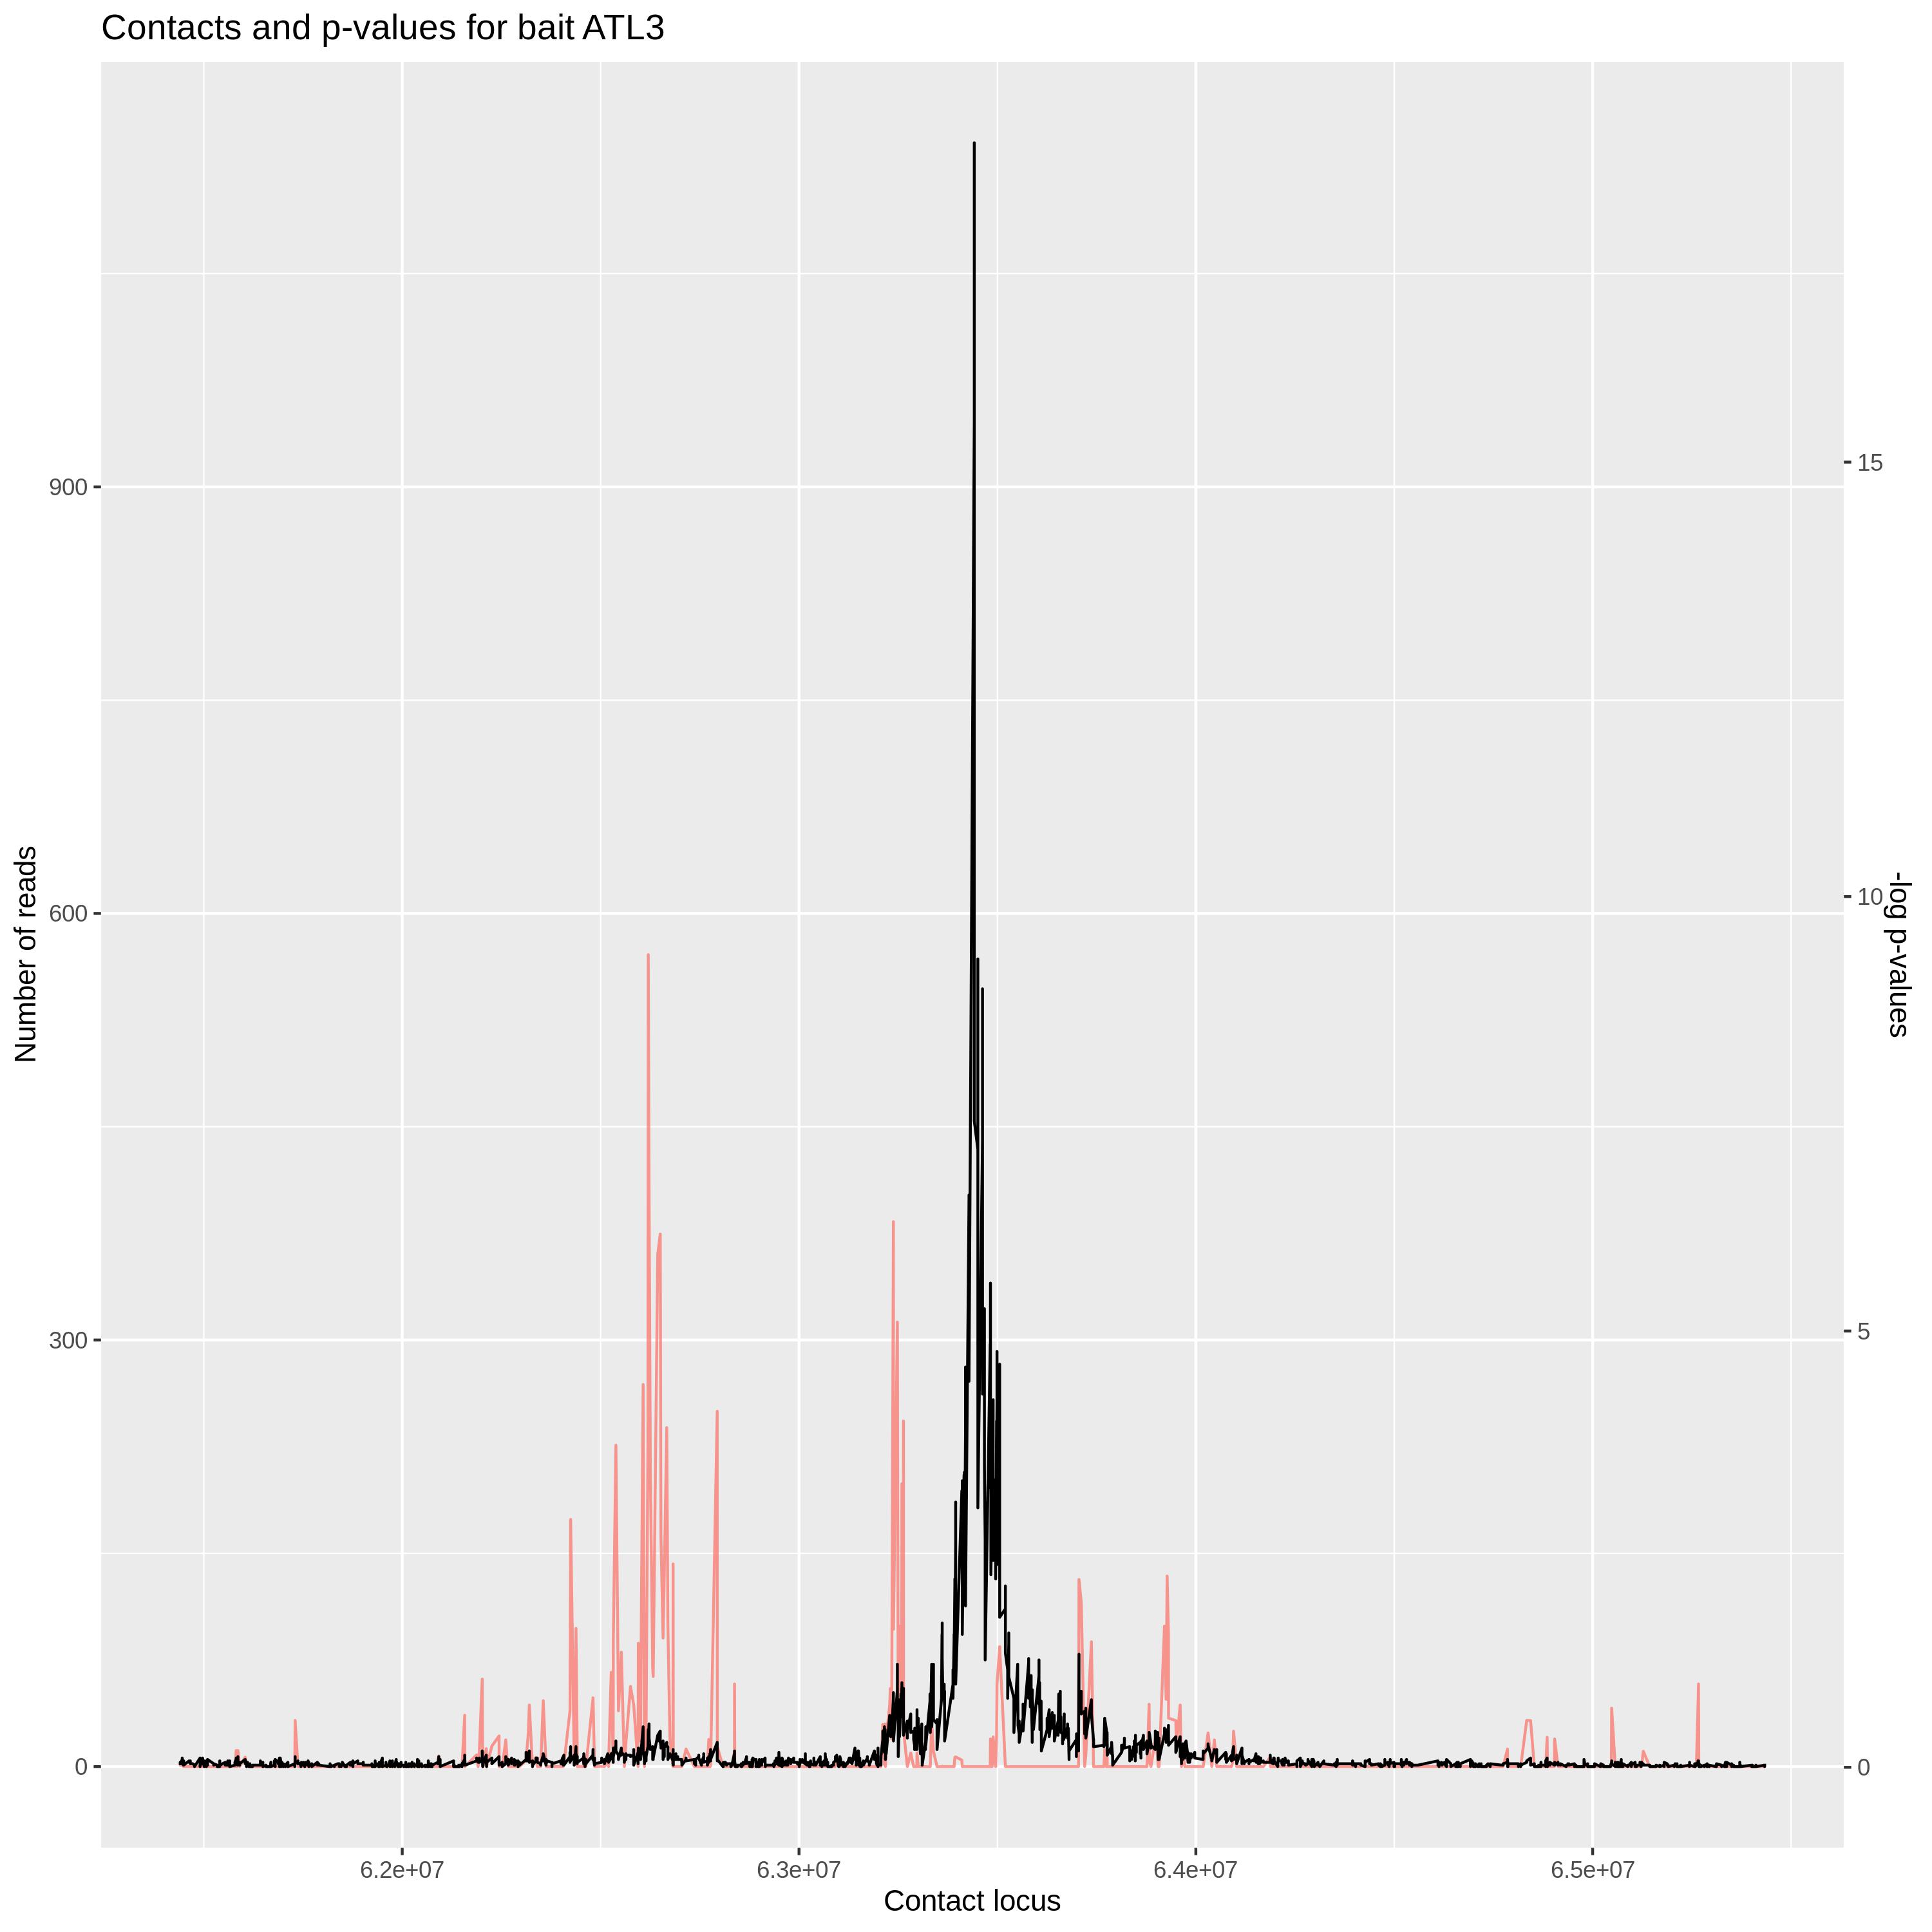 Contacts and p-values for bait ATL3
Number of reads
900
600
300
0
15
10
5
0
-log p-values
6.2e+07
6.3e+07
6.4e+07
6.5e+07
Contact locus